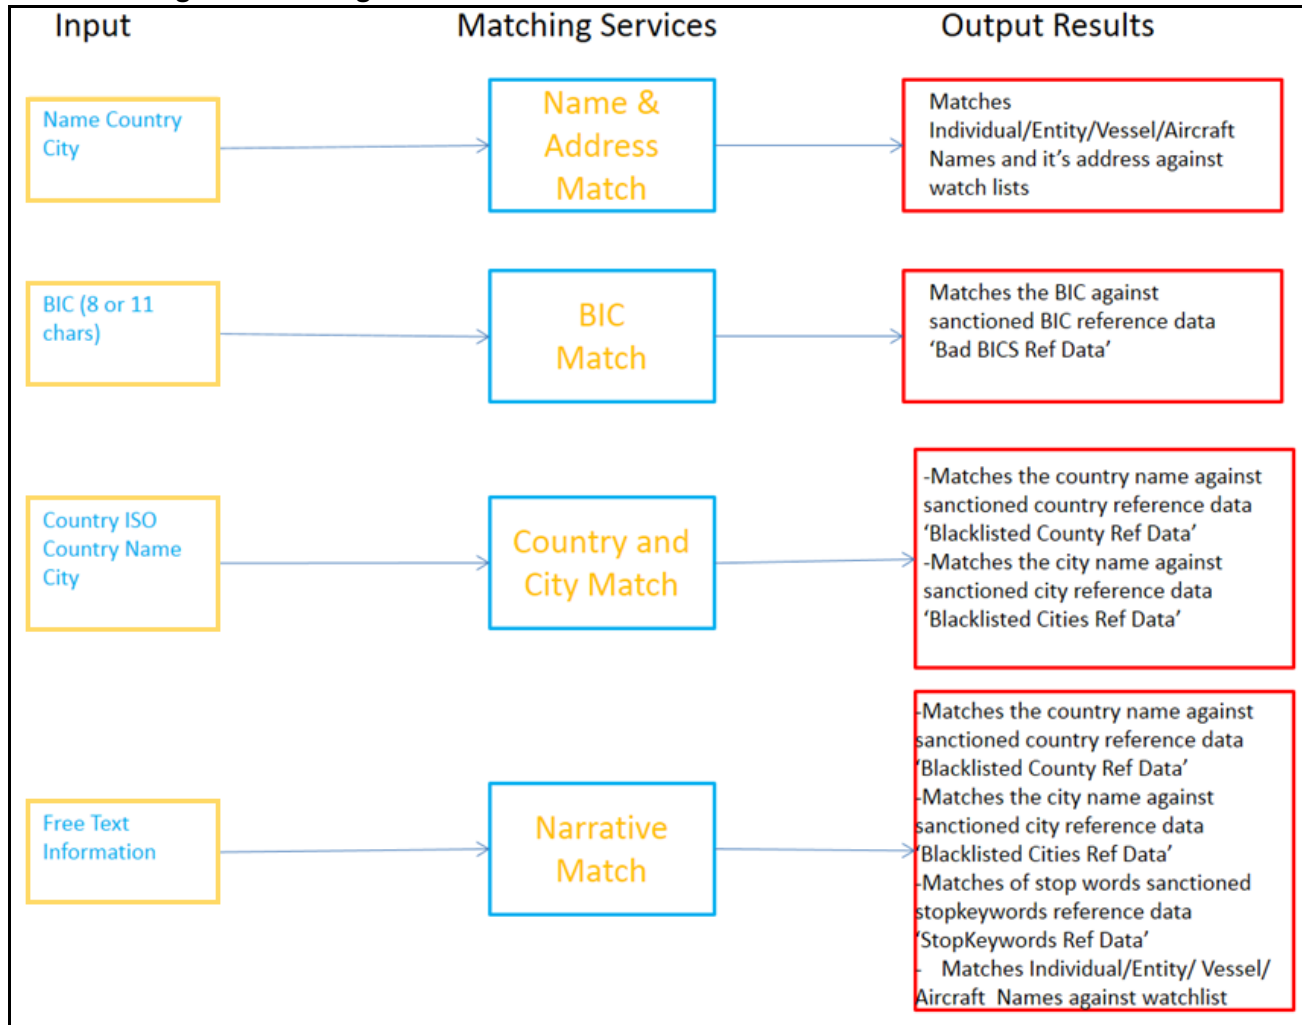 Input
Matching Services
Output Results
Name Country
City
Name &
Address
Match
Matches
Individual/Entity/Vessel/Aircraft
Names and it's address against
watch lists
BIC (8 or 11
chars)
BIC
Match
Matches the BIC against
sanctioned BIC reference data
‘Bad BICS Ref Data’
Country ISO
Country Name
City
Country and
City Match
-Matches the country name against
sanctioned country reference data
‘Blacklisted County Ref Data’
-Matches the city name against
sanctioned city reference data
‘Blacklisted Cities Ref Data’
Free Text
Information
Narrative
Match
-Matches the country name against
sanctioned country reference data
‘Blacklisted County Ref Data’
-Matches the city name against
sanctioned city reference data
‘Blacklisted Cities Ref Data’
-Matches of stop words sanctioned
stopkeywords reference data
‘StopKeywords Ref Data’
- Matches Individual/Entity/ Vessel/
Aircraft Names against watchlist